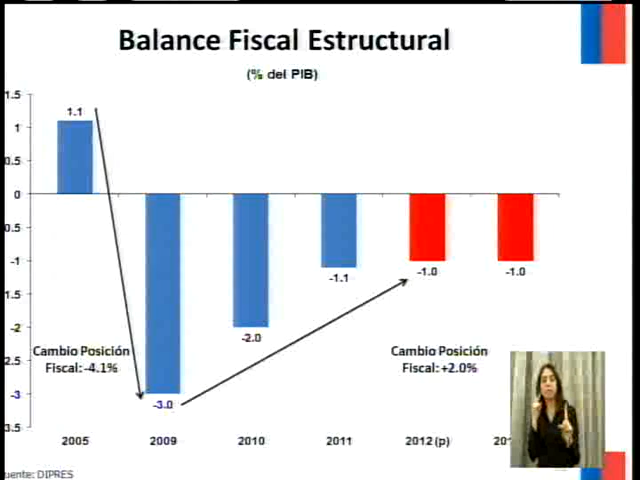 Balance Fiscal Estructural
(% del PIB)
1.5
1
0.5
0
0.5
-1
1.5
-2
2.5
-3
3.5
1.1
-3.0
-2.0
-1.1
-1.0
-1.0
Cambio Posición
Fiscal: -4.1%
Cambio Posición
Fiscal: +2.0%
2005 2009 2010 2011 2012 (p)
uente: DIPRES